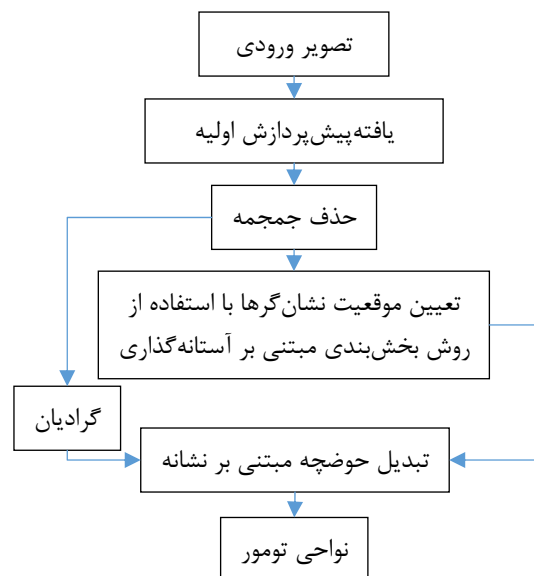 تصویر ورودی
یافته‌پیش‌پردازش اولیه
حذف جمجمه
تعیین موقعیت نشان‌گرها با استفاده از
روش بخش‌بندی مبتنی بر آستانه‌گذاری
گرادیان
تبدیل حوضچه مبتنی بر نشانه
نواحی تومور